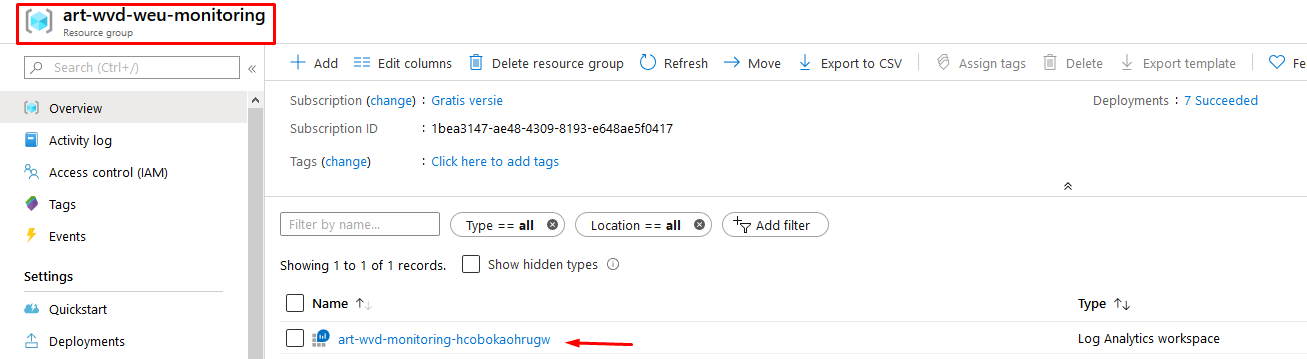 art-wvd-weu-monitoring
Resource group
Search (Ctrl+/)
«
Overview
Activity log
Access control (IAM)
Tags
Events
Settings
Quickstart
Deployments
Add Edit columns Delete resource group Refresh Move Export to CSV Assign tags Delete Export template Fe
Subscription (change) : Gratis versie
Deployments : 7 Succeeded
Subscription ID : 1bea3147-ae48-4309-8193-e648ae5f0417
Tags (change) : Click here to add tags
Filter by name... Type == all Location == all Add filter
Showing 1 to 1 of 1 records. Show hidden types
Name ↑↓ Type ↑↓
art-wvd-monitoring-hcobokaohrugw Log Analytics workspace